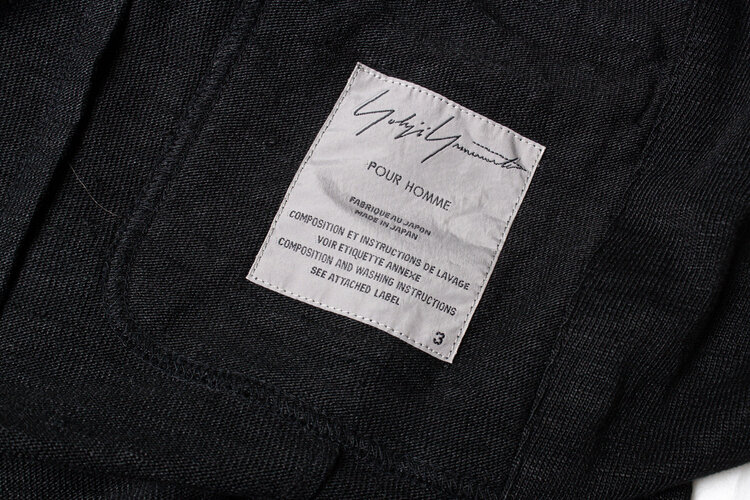 Yohji Yamamoto
POUR HOMME
FABRIQUE AU JAPON
MADE IN JAPAN
COMPOSITION ET INSTRUCTIONS DE LAVAGE
VOIR ETIQUETTE ANNEXE
COMPOSITION AND WASHING INSTRUCTIONS
SEE ATTACHED LABEL
3